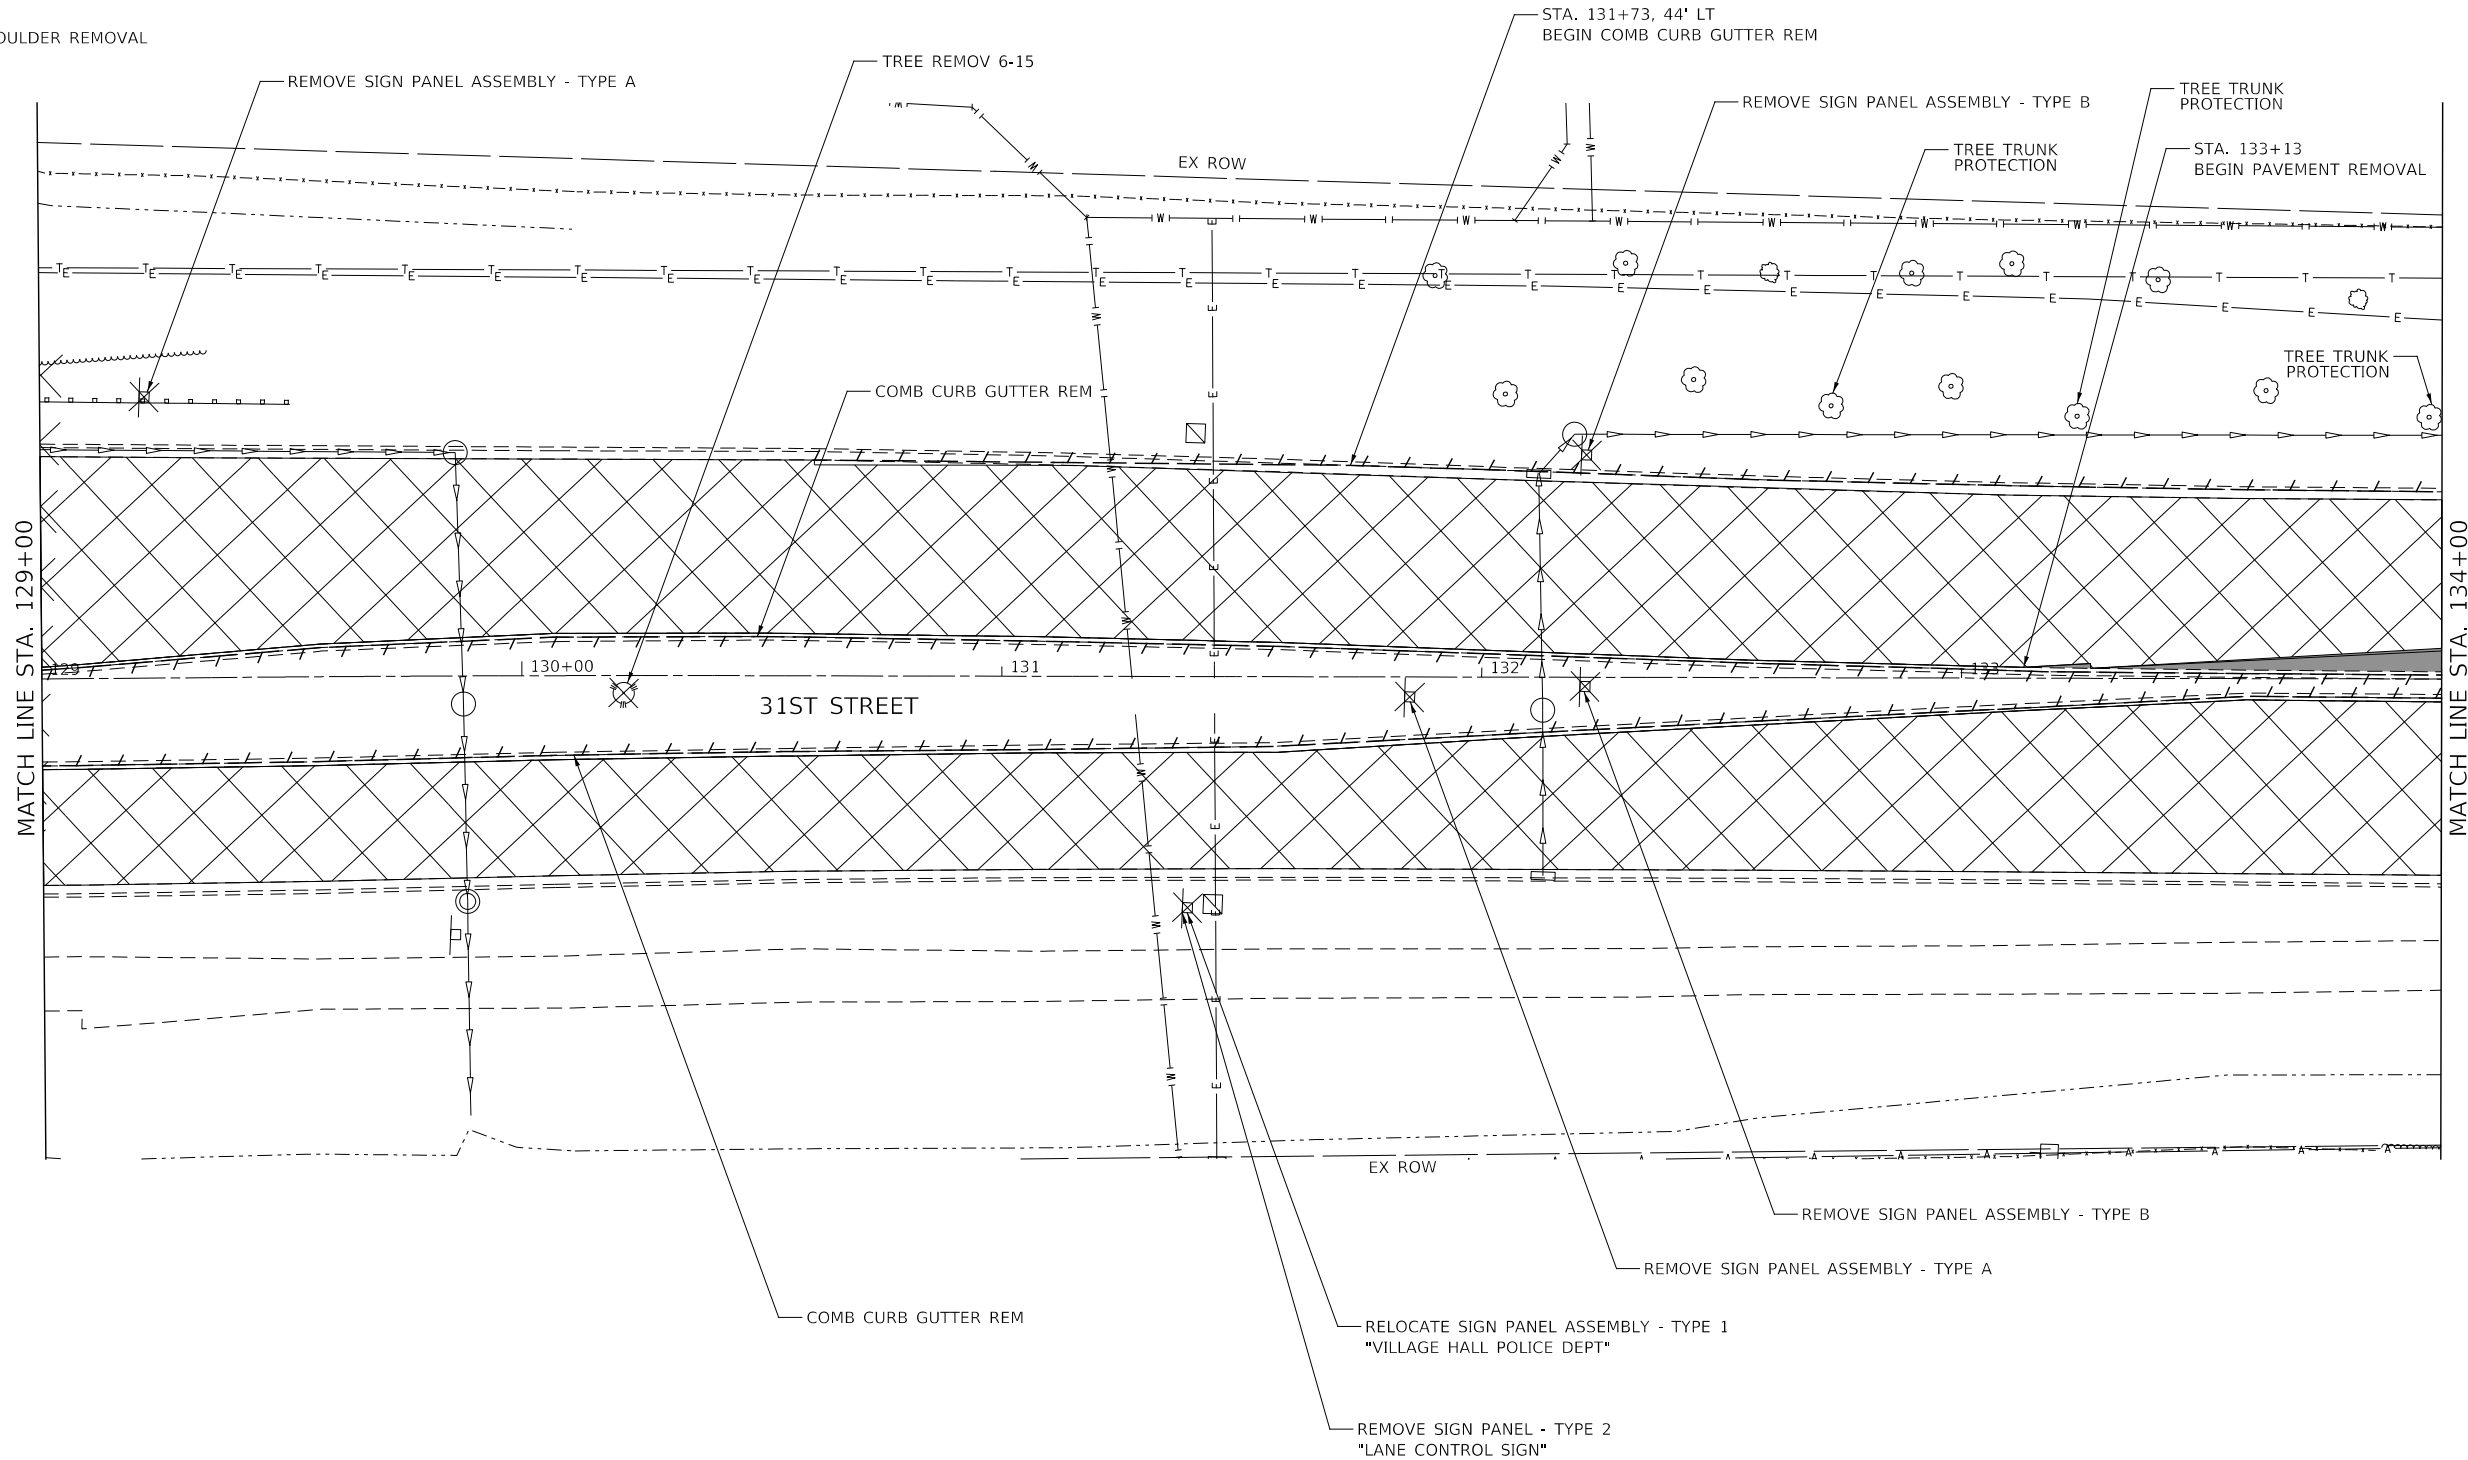 STA. 131+73, 44' LT
BEGIN COMB CURB GUTTER REM
OULDER REMOVAL
TREE REMOV 6-15
REMOVE SIGN PANEL ASSEMBLY - TYPE A
TREE TRUNK
PROTECTION
REMOVE SIGN PANEL ASSEMBLY - TYPE B
TREE TRUNK
PROTECTION
STA. 133+13
BEGIN PAVEMENT REMOVAL
EX ROW
TREE TRUNK
PROTECTION
COMB CURB GUTTER REM
MATCH LINE STA. 129+00
MATCH LINE STA. 134+00
129
130+00
131
132
133
31ST STREET
EX ROW
REMOVE SIGN PANEL ASSEMBLY - TYPE B
REMOVE SIGN PANEL ASSEMBLY - TYPE A
COMB CURB GUTTER REM
RELOCATE SIGN PANEL ASSEMBLY - TYPE 1
"VILLAGE HALL POLICE DEPT"
REMOVE SIGN PANEL - TYPE 2
"LANE CONTROL SIGN"